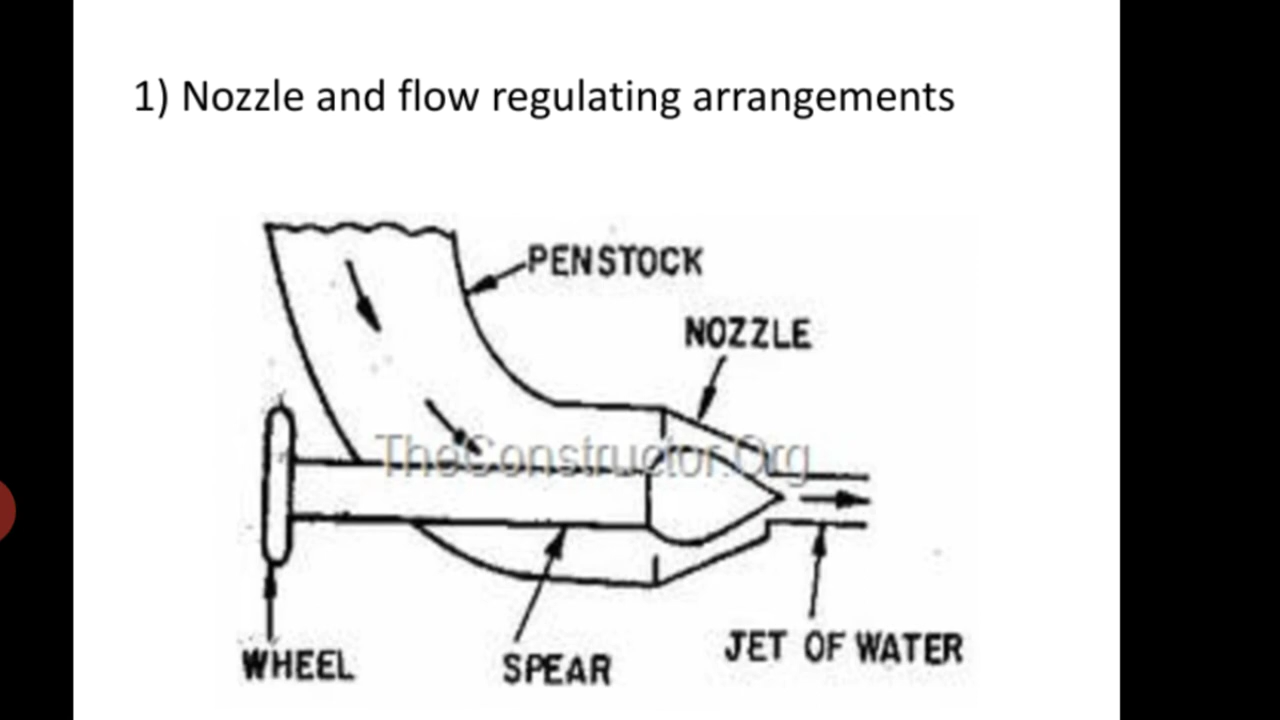 1) Nozzle and flow regulating arrangements
PENSTOCK
NOZZLE
TheConstructor.Org
WHEEL
SPEAR
JET OF WATER